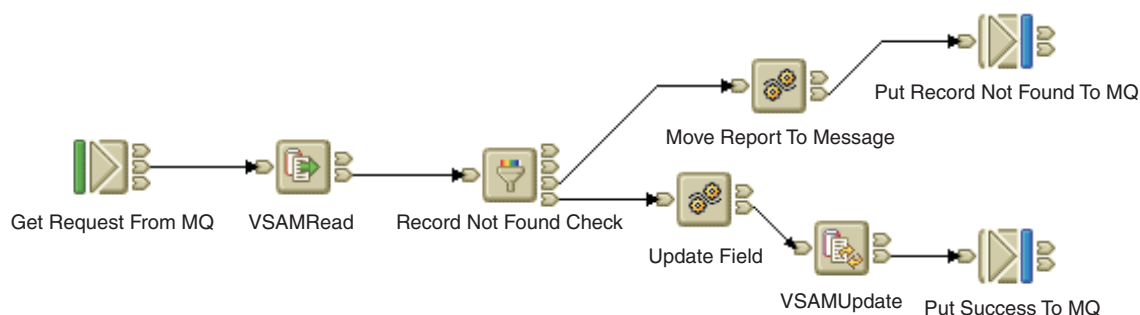 Put Record Not Found To MQ
Move Report To Message
Get Request From MQ
VSAMRead
Record Not Found Check
Update Field
VSAMUpdate
Put Success To MQ